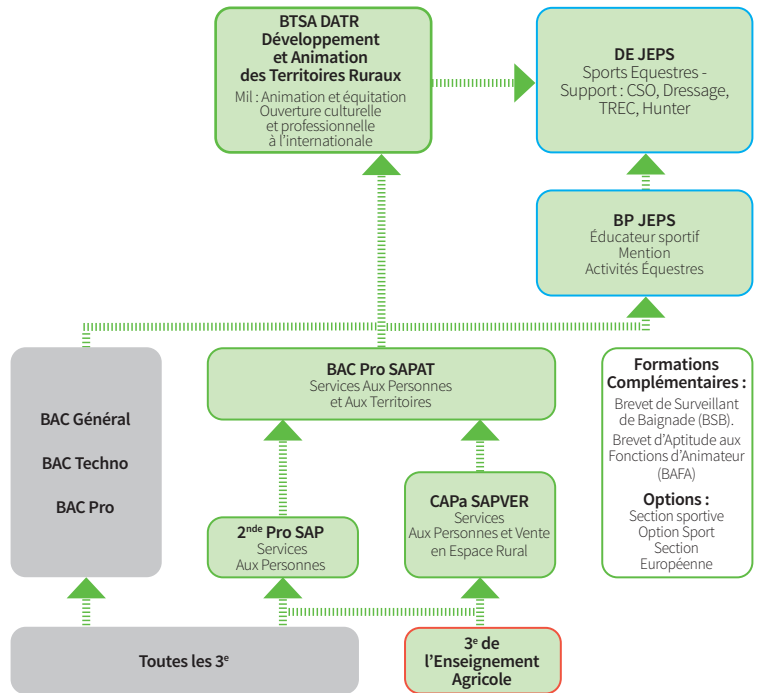 BTSA DATR
Développement
et Animation
des Territoires Ruraux
Mil : Animation et équitation
Ouverture culturelle
et professionnelle
à l'internationale
DE JEPS
Sports Equestres -
Support : CSO, Dressage,
TREC, Hunter
BP JEPS
Éducateur sportif
Mention
Activités Équestres
BAC Général
BAC Techno
BAC Pro
BAC Pro SAPAT
Services Aux Personnes
et Aux Territoires
2nde Pro SAP
Services
Aux Personnes
CAPa SAPVER
Services
Aux Personnes et Vente
en Espace Rural
Formations
Complémentaires :
Brevet de Surveillant
de Baignade (BSB).
Brevet d'Aptitude aux
Fonctions d'Animateur
(BAFA)
Options :
Section sportive
Option Sport
Section
Européenne
Toutes les 3e
3e de
l'Enseignement
Agricole